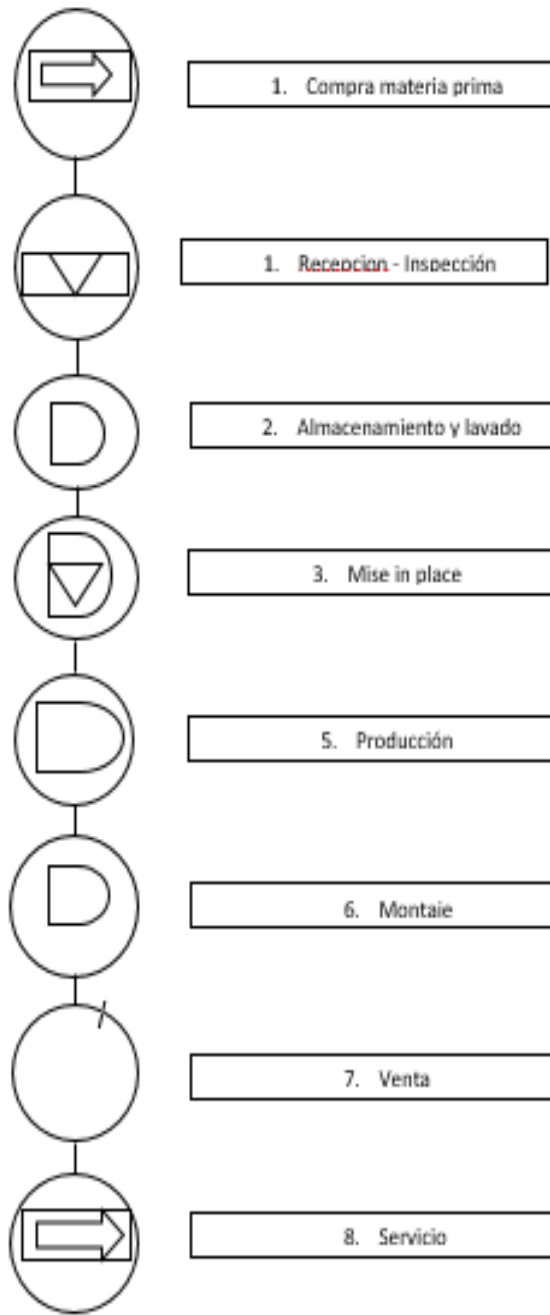 1. Compra materia prima
1. Recepcion - Inspección
2. Almacenamiento y lavado
3. Mise in place
5. Producción
6. Montaje
7. Venta
8. Servicio